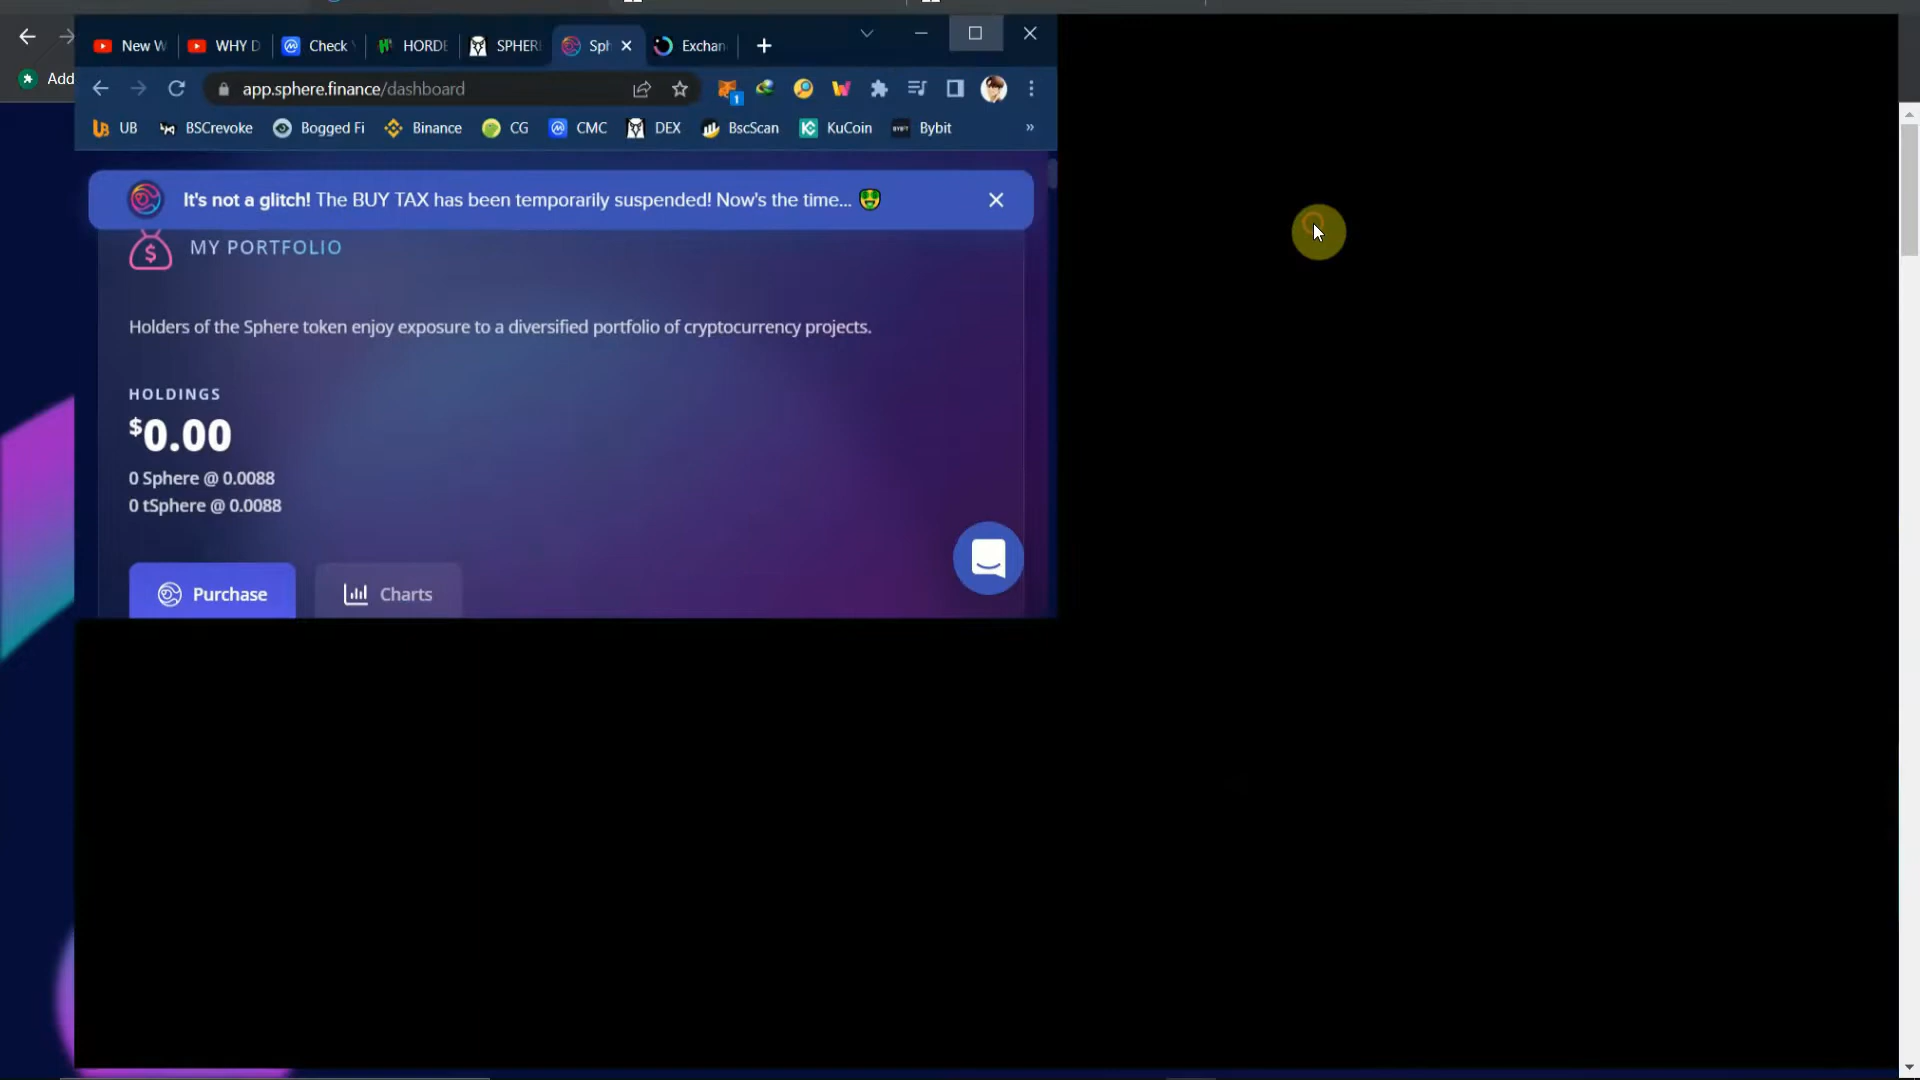 New W
WHY D
Check
HORDE
SPHER
Sph
Exchan
Add
app.sphere.finance/dashboard
1
UB
BSCrevoke
Bogged Fi
Binance
CG
CMC
DEX
BscScan
KuCoin
Bybit
»
It's not a glitch! The BUY TAX has been temporarily suspended! Now's the time...
MY PORTFOLIO
Holders of the Sphere token enjoy exposure to a diversified portfolio of cryptocurrency projects.
HOLDINGS
$0.00
0 Sphere @ 0.0088
0 tSphere @ 0.0088
Purchase
Charts